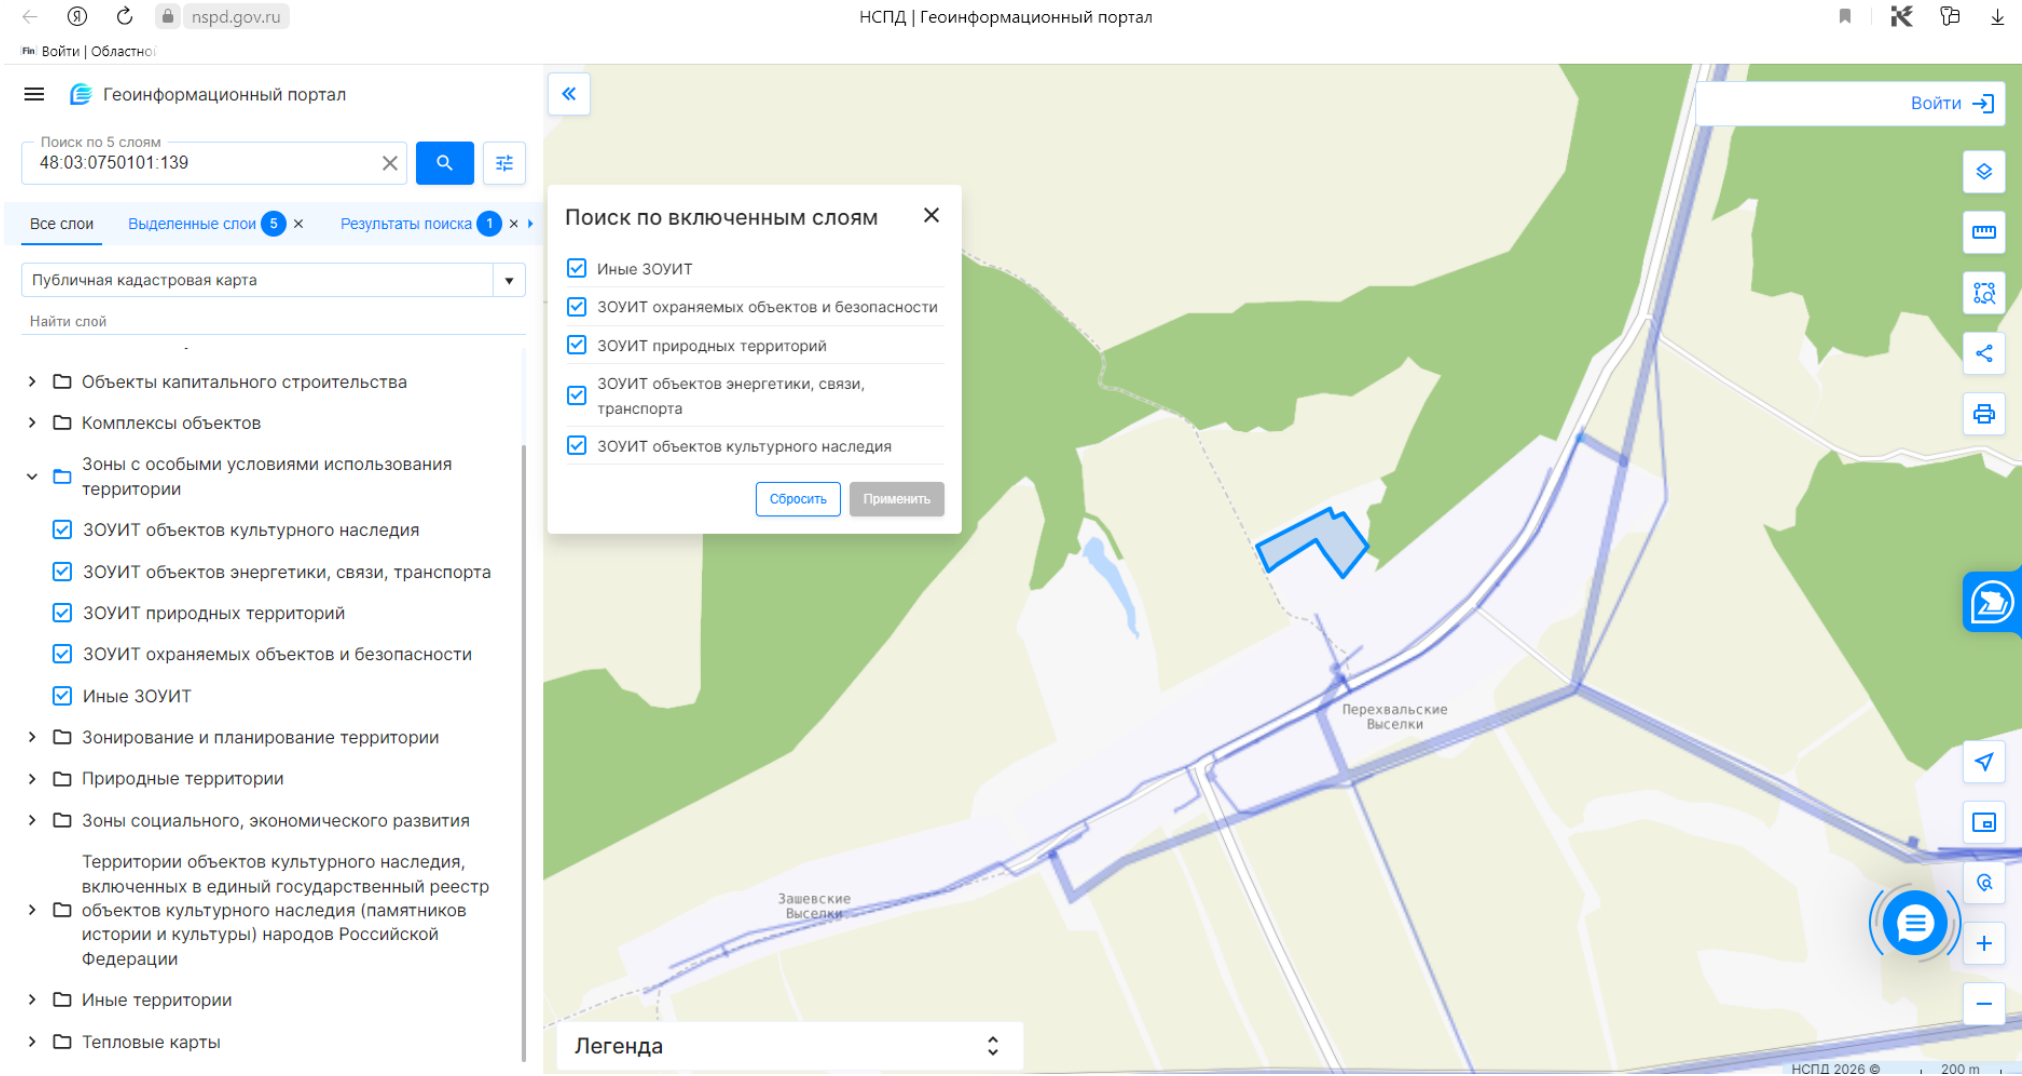 nspd.gov.ru
НСПД | Геоинформационный портал
Fin Войти | Областной
Геоинформационный портал
Войти
Поиск по 5 слоям
48:03:0750101:139
Все слои
Выделенные слои 5
Результаты поиска 1
Публичная кадастровая карта
Найти слой
Объекты капитального строительства
Комплексы объектов
Зоны с особыми условиями использования
территории
ЗОУИТ объектов культурного наследия
ЗОУИТ объектов энергетики, связи, транспорта
ЗОУИТ природных территорий
ЗОУИТ охраняемых объектов и безопасности
Иные ЗОУИТ
Зонирование и планирование территории
Природные территории
Зоны социального, экономического развития
Территории объектов культурного наследия,
включенных в единый государственный реестр
объектов культурного наследия (памятников
истории и культуры) народов Российской
Федерации
Иные территории
Тепловые карты
Поиск по включенным слоям
Иные ЗОУИТ
ЗОУИТ охраняемых объектов и безопасности
ЗОУИТ природных территорий
ЗОУИТ объектов энергетики, связи,
транспорта
ЗОУИТ объектов культурного наследия
Сбросить
Применить
Перехвальские
Выселки
Зашевские
Выселки
Легенда
НСПД 2026 ©
200 m